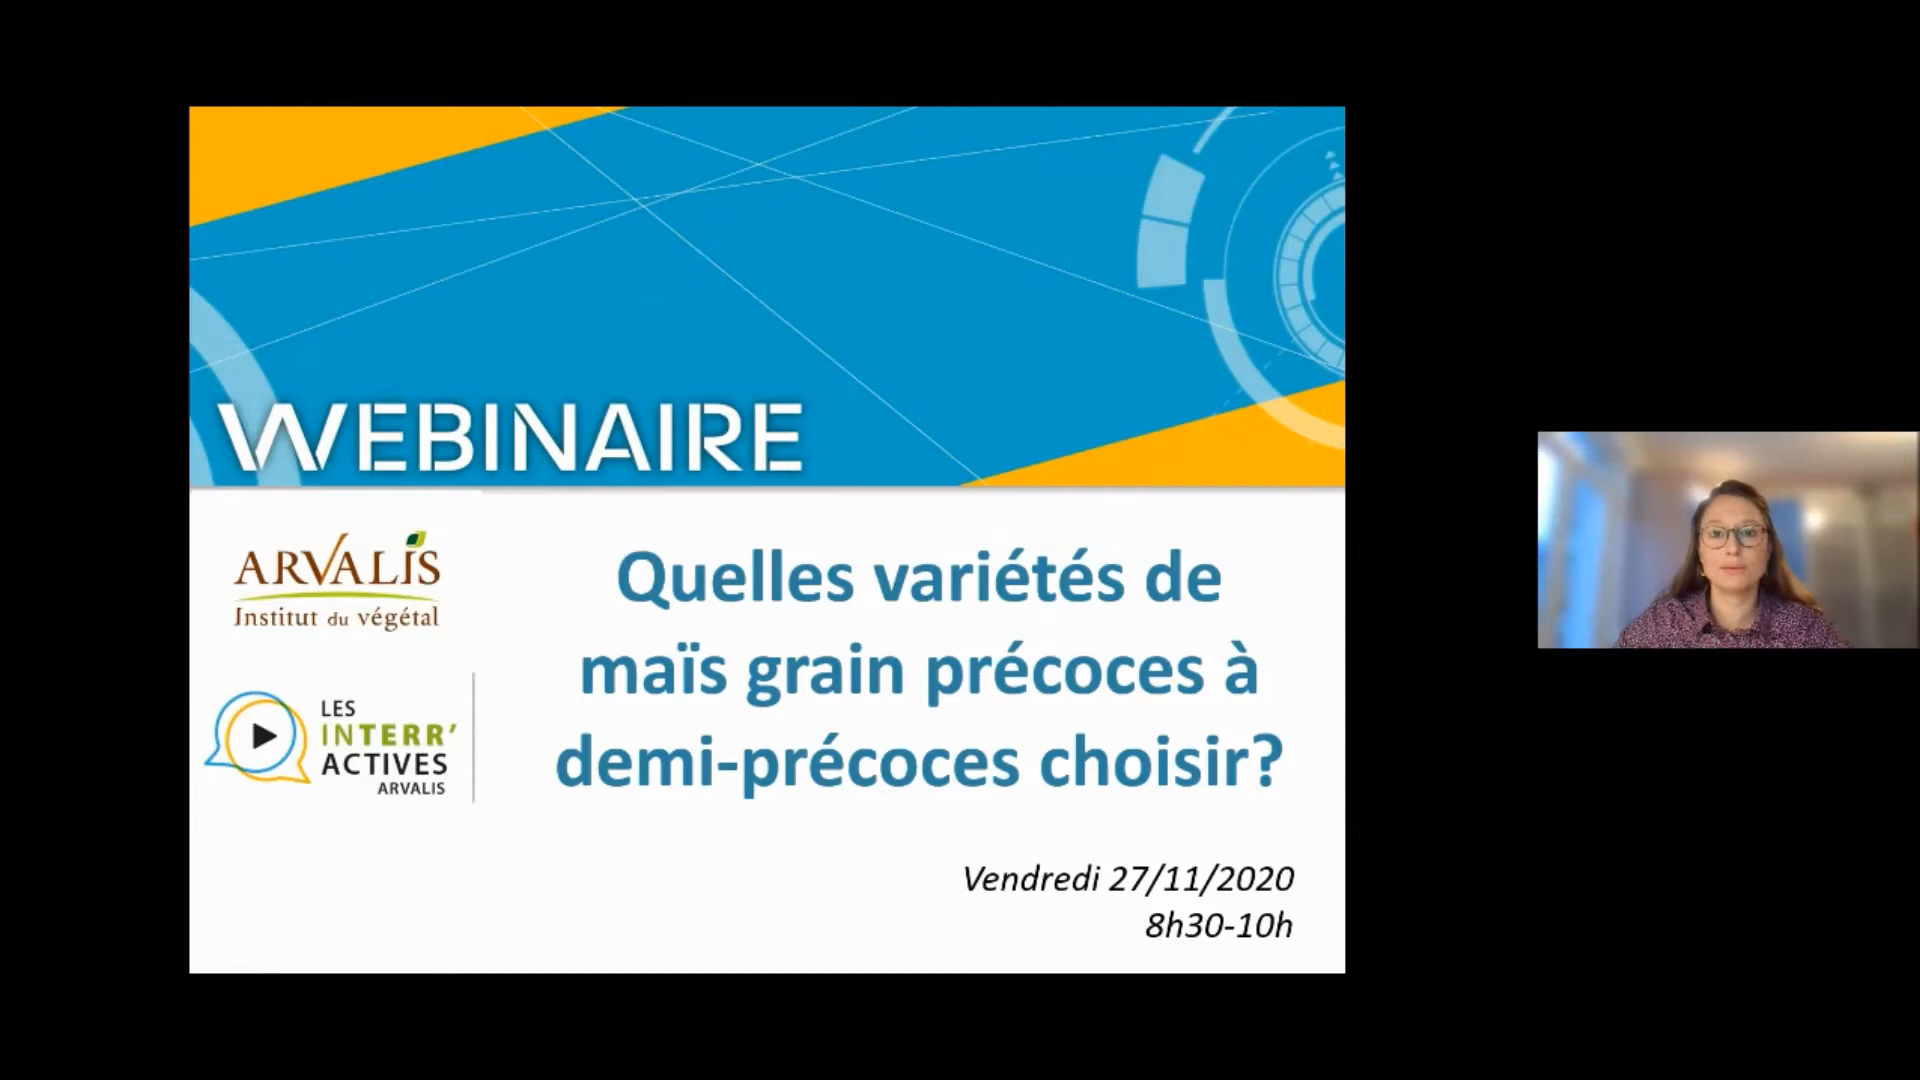 WEBINAIRE
ARVALIS
Institut du végétal
LES
INTERR'
ACTIVES
ARVALIS
Quelles variétés de
maïs grain précoces à
demi-précoces choisir?
Vendredi 27/11/2020
8h30-10h